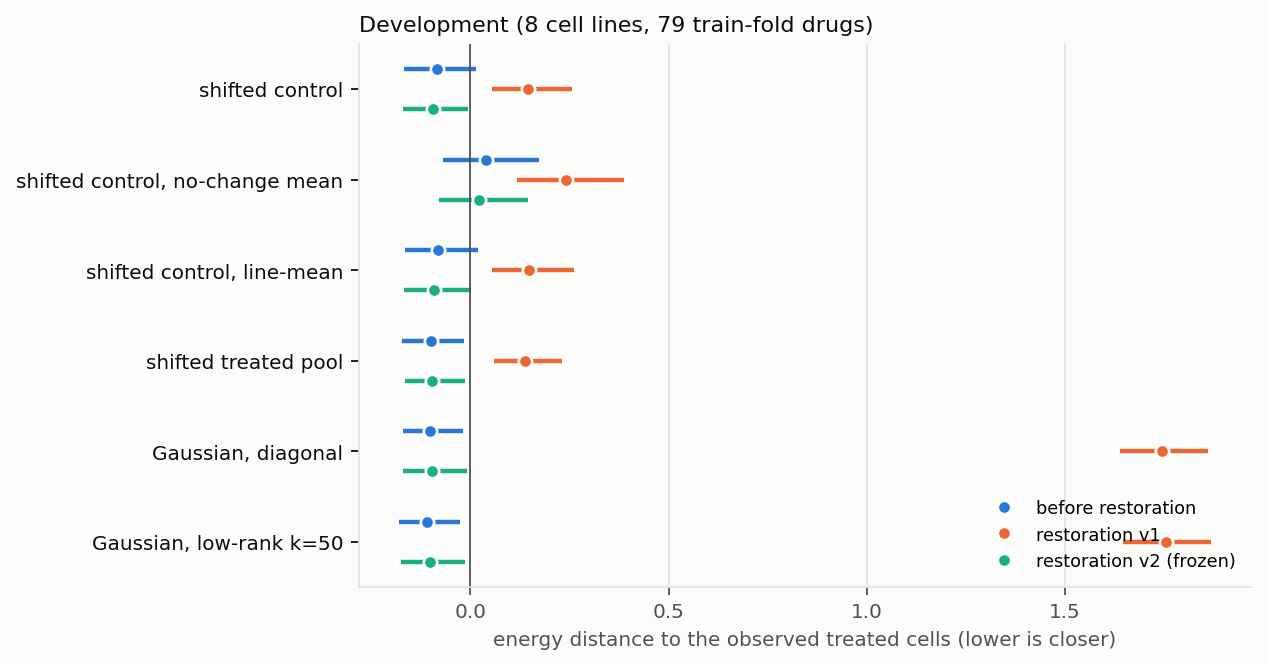 Development (8 cell lines, 79 train-fold drugs)
shifted control
shifted control, no-change mean
shifted control, line-mean
shifted treated pool
Gaussian, diagonal
Gaussian, low-rank k=50
before restoration
restoration v1
restoration v2 (frozen)
0.0 0.5 1.0 1.5
energy distance to the observed treated cells (lower is closer)